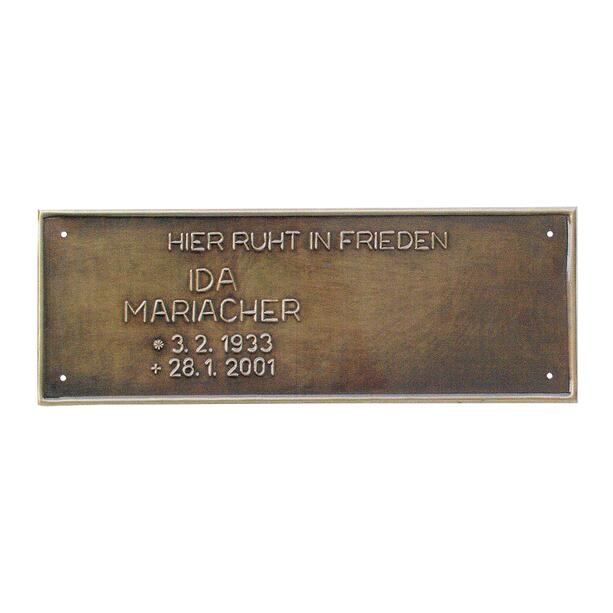 HIER RUHT IN FRIEDEN
IDA
MARIACHER
* 3. 2. 1933
+ 28. 1. 2001